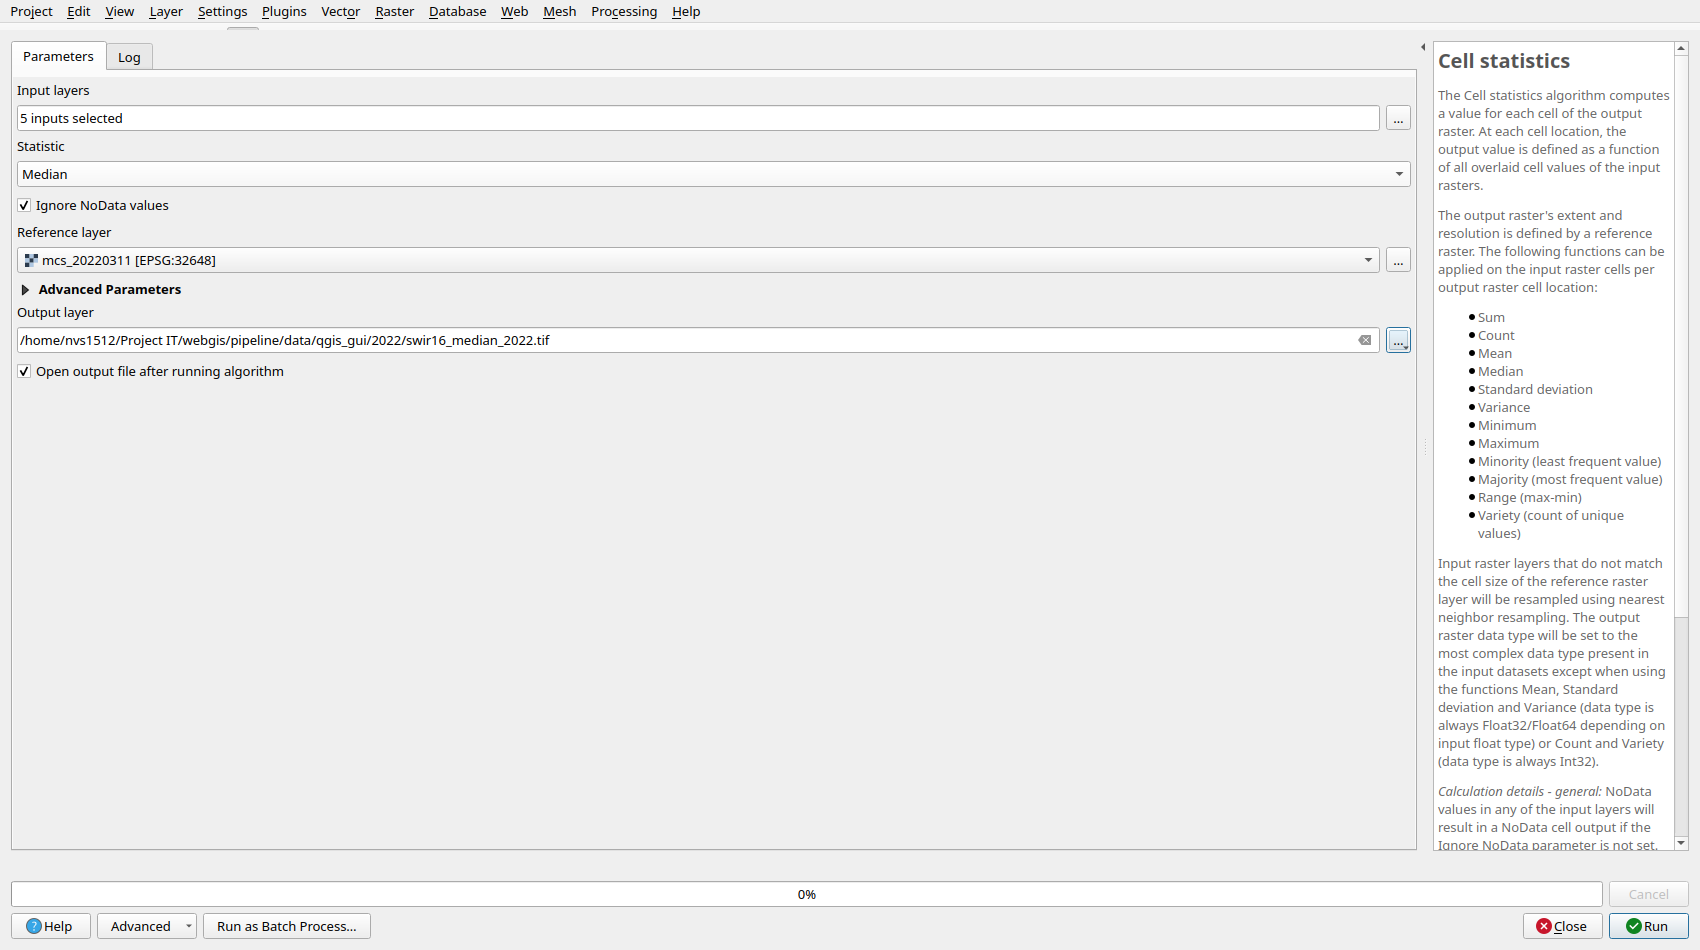 Project Edit View Layer Settings Plugins Vector Raster Database Web Mesh Processing Help
Parameters Log
Input layers
5 inputs selected
...
Statistic
Median
Ignore NoData values
Reference layer
mcs_20220311 [EPSG:32648]
...
Advanced Parameters
Output layer
/home/nvs1512/Project IT/webgis/pipeline/data/qgis_gui/2022/swir16_median_2022.tif
...
Open output file after running algorithm
Cell statistics
The Cell statistics algorithm computes
a value for each cell of the output
raster. At each cell location, the
output value is defined as a function
of all overlaid cell values of the input
rasters.
The output raster's extent and
resolution is defined by a reference
raster. The following functions can be
applied on the input raster cells per
output raster cell location:
Sum
Count
Mean
Median
Standard deviation
Variance
Minimum
Maximum
Minority (least frequent value)
Majority (most frequent value)
Range (max-min)
Variety (count of unique
values)
Input raster layers that do not match
the cell size of the reference raster
layer will be resampled using nearest
neighbor resampling. The output
raster data type will be set to the
most complex data type present in
the input datasets except when using
the functions Mean, Standard
deviation and Variance (data type is
always Float32/Float64 depending on
input float type) or Count and Variety
(data type is always Int32).
Calculation details - general: NoData
values in any of the input layers will
result in a NoData cell output if the
Ignore NoData parameter is not set.
0%
Cancel
Help Advanced Run as Batch Process... Close Run